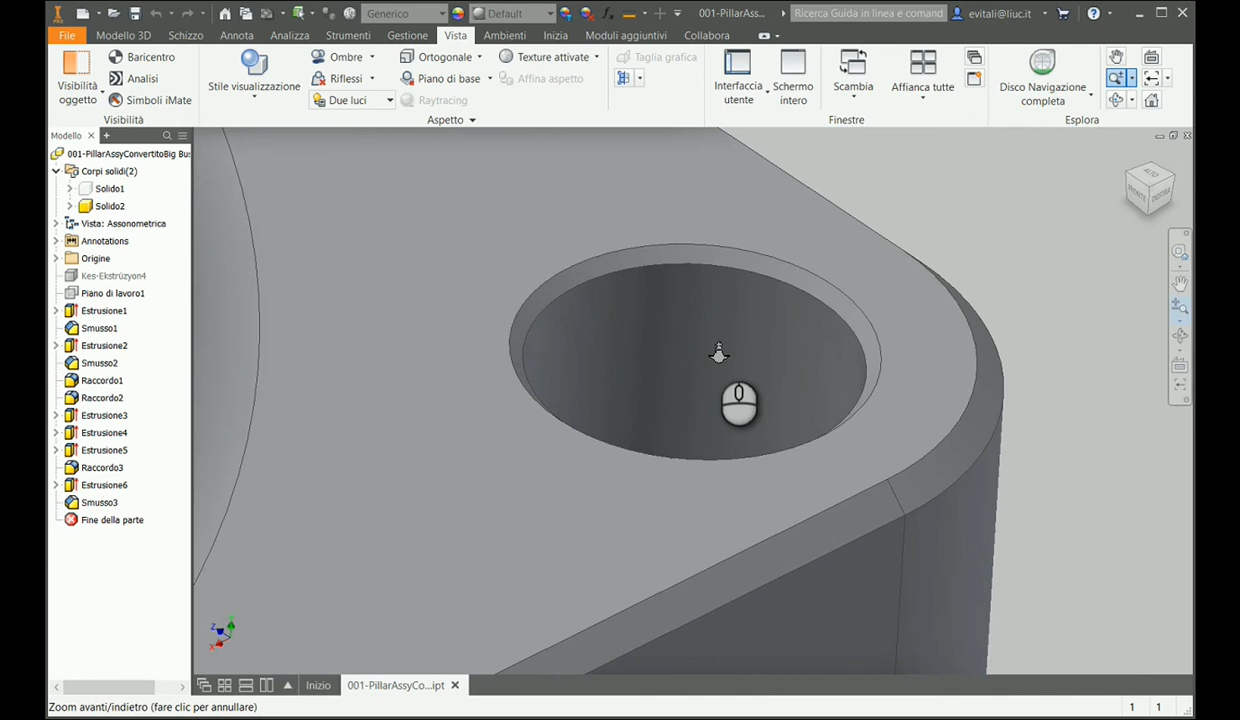 Generico
Default
001-PillarAss...
Ricerca Guida in linea e comand
evitali@liuc.it
File
Modello 3D
Schizzo
Annota
Analizza
Strumenti
Gestione
Vista
Ambienti
Inizia
Moduli aggiuntivi
Collabora
Visibilità oggetto
Baricentro
Analisi
Simboli iMate
Visibilità
Stile visualizzazione
Ombre
Riflessi
Due luci
Ortogonale
Piano di base
Raytracing
Texture attivate
Affina aspetto
Aspetto
Taglia grafica
Interfaccia utente
Schermo intero
Scambia
Affianca tutte
Finestre
Disco Navigazione completa
Esplora
Modello
001-PillarAssyConvertitoBig Bus
Corpi solidi(2)
Solido1
Solido2
Vista: Assonometrica
Annotations
Origine
Kes-Ekstrüzyon4
Piano di lavoro1
Estrusione1
Smusso1
Estrusione2
Smusso2
Raccordo1
Raccordo2
Estrusione3
Estrusione4
Estrusione5
Raccordo3
Estrusione6
Smusso3
Fine della parte
ALTO
FRONTE
DESTRA
Z
Y
X
Inizio
001-PillarAssyCo...ipt
Zoom avanti/indietro (fare clic per annullare)
1
1